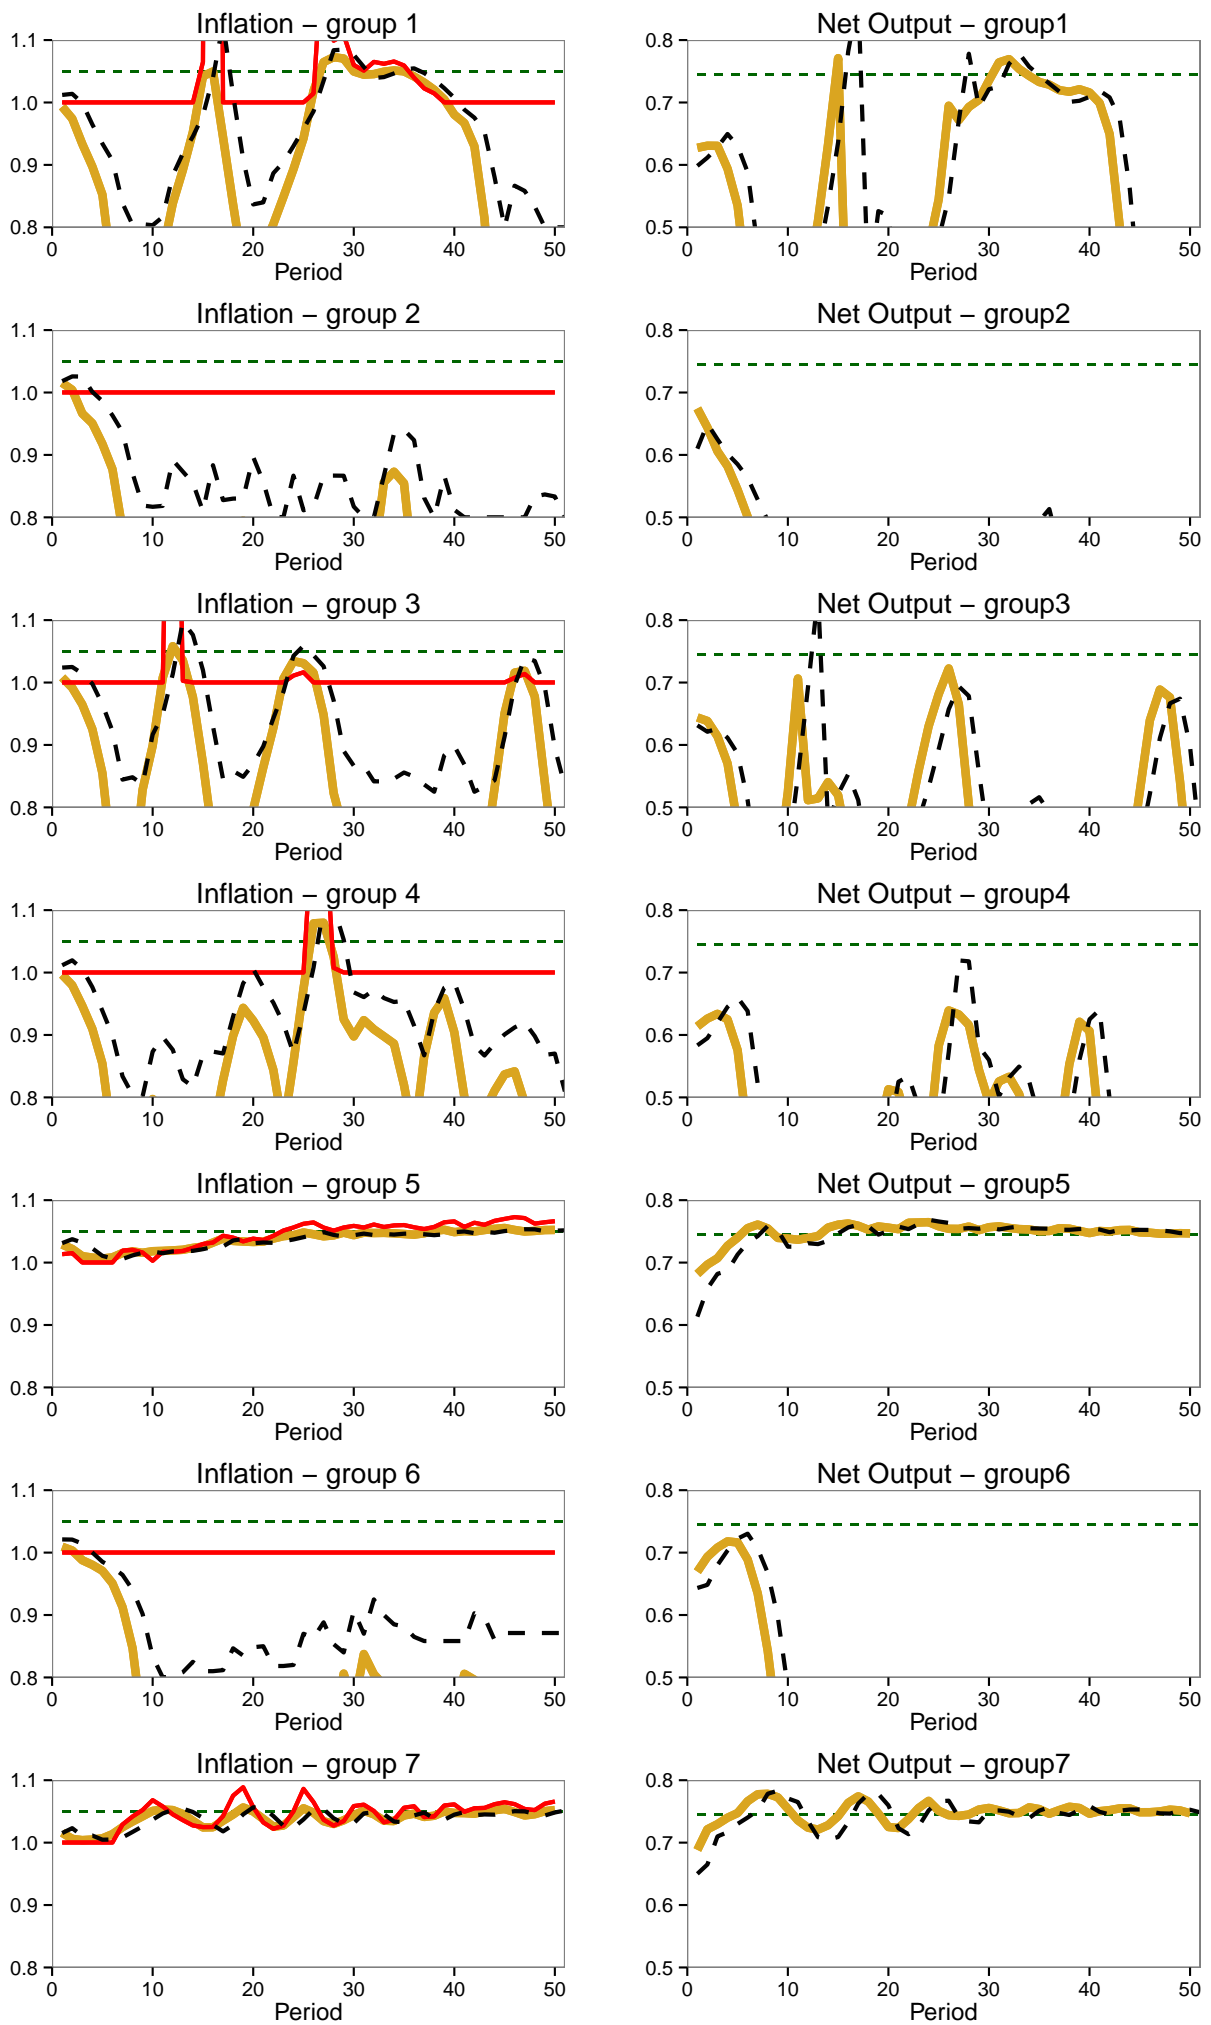 Inflation − group 1 Net Output − group1
1.1 0.8
1.0 0.7
0.9 0.6
0.8 0.5
0 10 20 30 40 50 0 10 20 30 40 50
Period Period
Inflation − group 2 Net Output − group2
1.1 0.8
1.0 0.7
0.9 0.6
0.8 0.5
0 10 20 30 40 50 0 10 20 30 40 50
Period Period
Inflation − group 3 Net Output − group3
1.1 0.8
1.0 0.7
0.9 0.6
0.8 0.5
0 10 20 30 40 50 0 10 20 30 40 50
Period Period
Inflation − group 4 Net Output − group4
1.1 0.8
1.0 0.7
0.9 0.6
0.8 0.5
0 10 20 30 40 50 0 10 20 30 40 50
Period Period
Inflation − group 5 Net Output − group5
1.1 0.8
1.0 0.7
0.9 0.6
0.8 0.5
0 10 20 30 40 50 0 10 20 30 40 50
Period Period
Inflation − group 6 Net Output − group6
1.1 0.8
1.0 0.7
0.9 0.6
0.8 0.5
0 10 20 30 40 50 0 10 20 30 40 50
Period Period
Inflation − group 7 Net Output − group7
1.1 0.8
1.0 0.7
0.9 0.6
0.8 0.5
0 10 20 30 40 50 0 10 20 30 40 50
Period Period